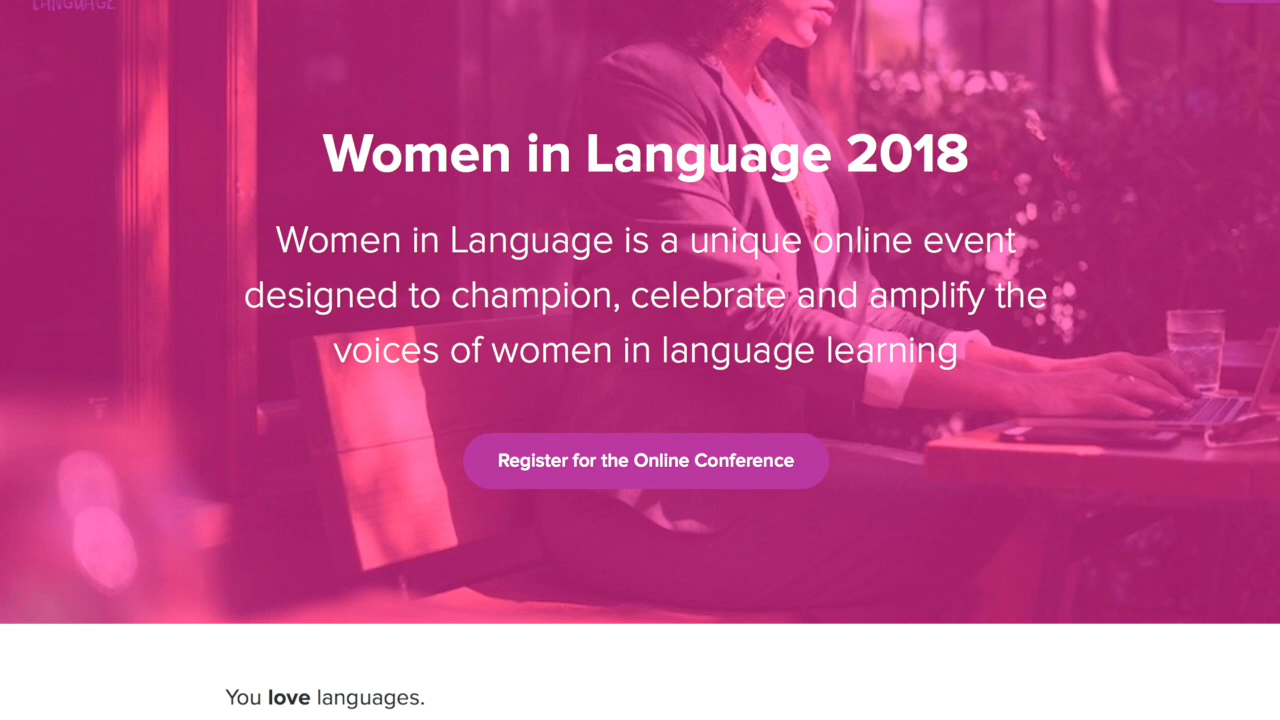 LANGUAGE
Women in Language 2018
Women in Language is a unique online event
designed to champion, celebrate and amplify the
voices of women in language learning
Register for the Online Conference
You love languages.